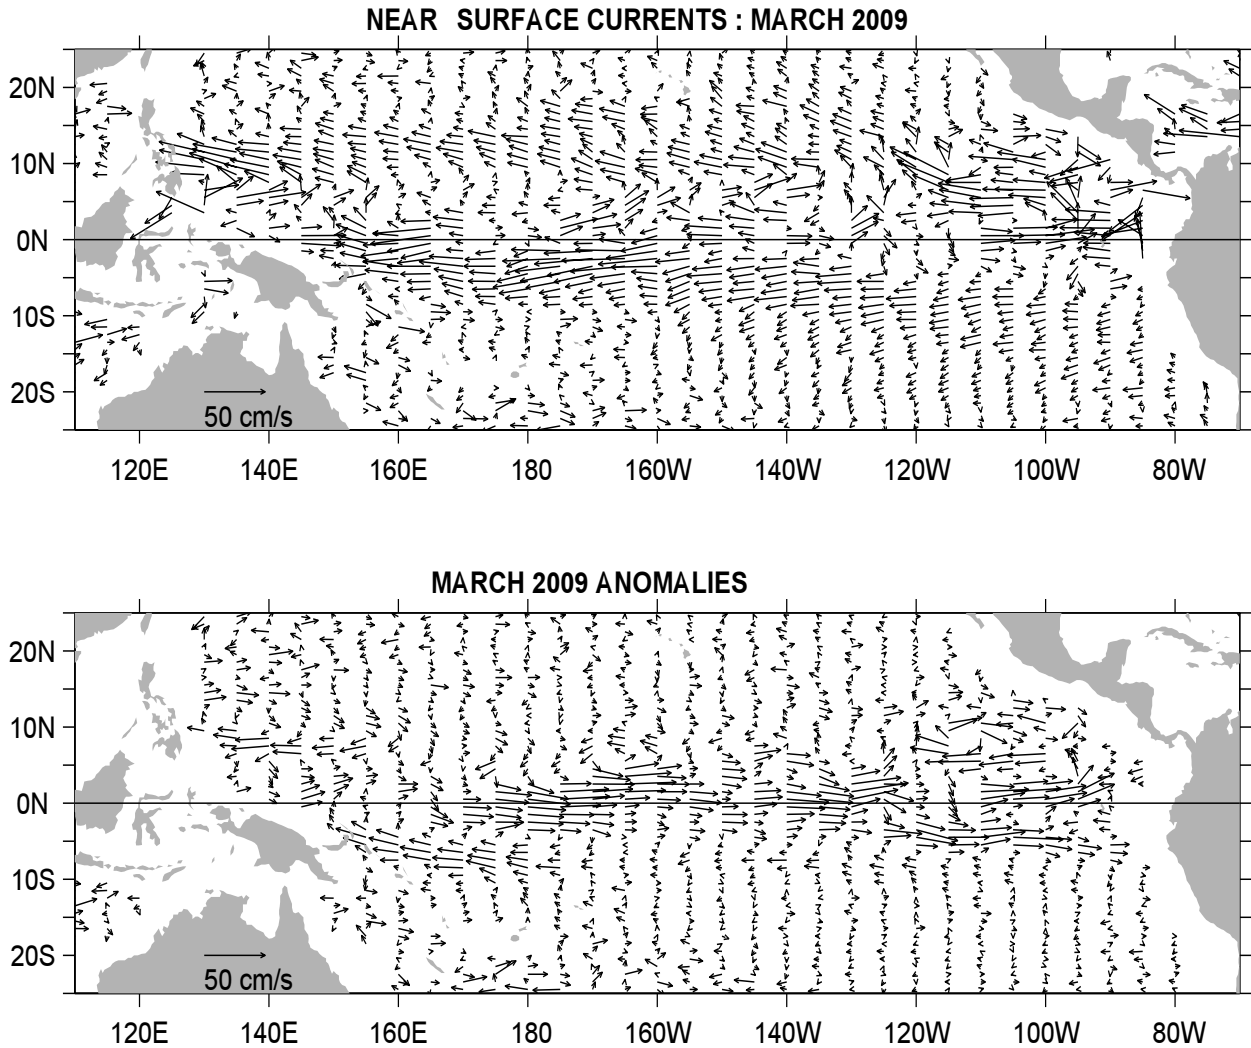 NEAR SURFACE CURRENTS : MARCH 2009
20N
10N
0N
10S
20S
50 cm/s
120E 140E 160E 180 160W 140W 120W 100W 80W
MARCH 2009 ANOMALIES
20N
10N
0N
10S
20S
50 cm/s
120E 140E 160E 180 160W 140W 120W 100W 80W